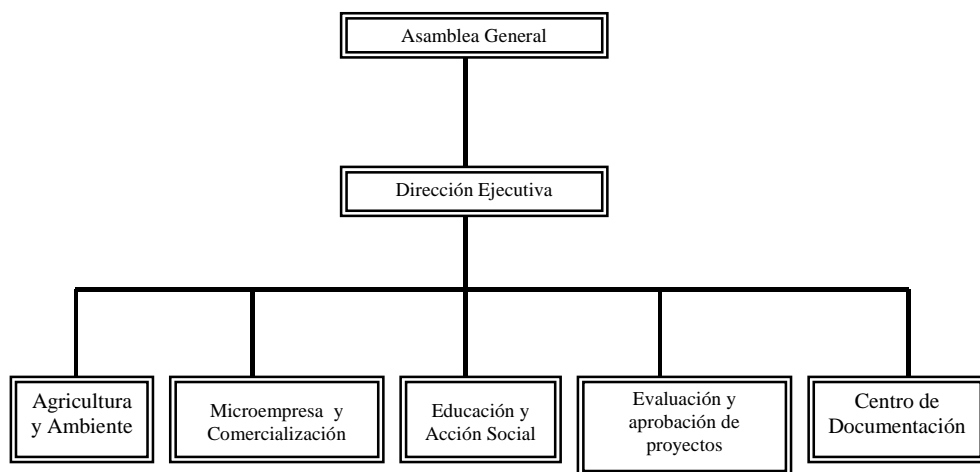 Asamblea General
Dirección Ejecutiva
Agricultura
y Ambiente
Microempresa y
Comercialización
Educación y
Acción Social
Evaluación y
aprobación de
proyectos
Centro de
Documentación